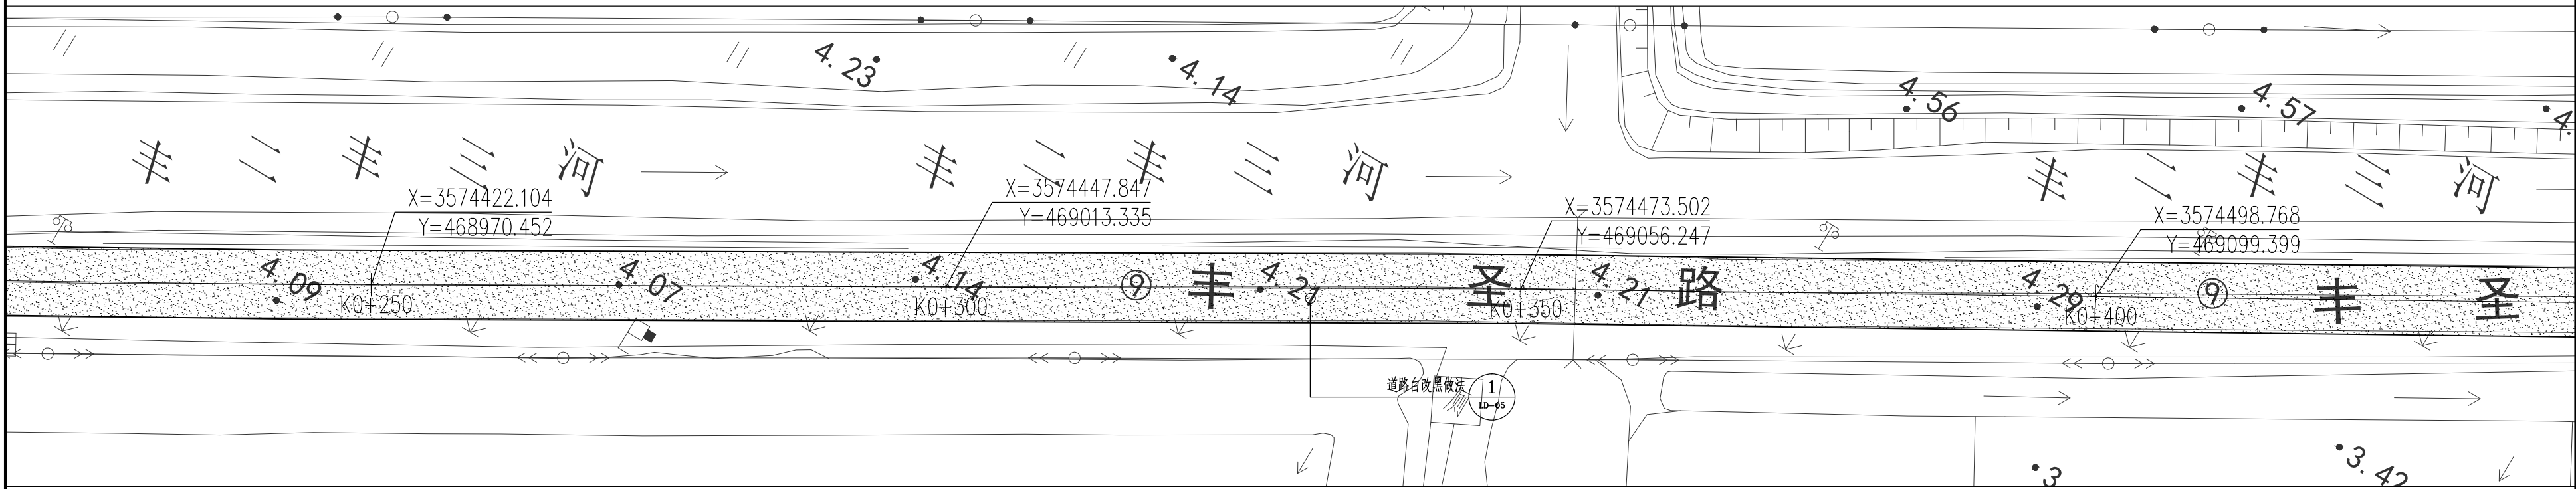 4.23
4.14
4.56
4.57
4.
丰二丰三河
丰二丰三河
丰二丰三河
X=3574422.104
Y=468970.452
X=3574447.847
Y=469013.335
X=3574473.502
Y=469056.247
X=3574498.768
Y=469099.399
4.09
4.07
4.14
⑨
丰
4.21
圣
4.21
路
4.29
⑨
丰
圣
K0+250
K0+300
K0+350
K0+400
道路白改黑做法
1
LD-05
3
3.42